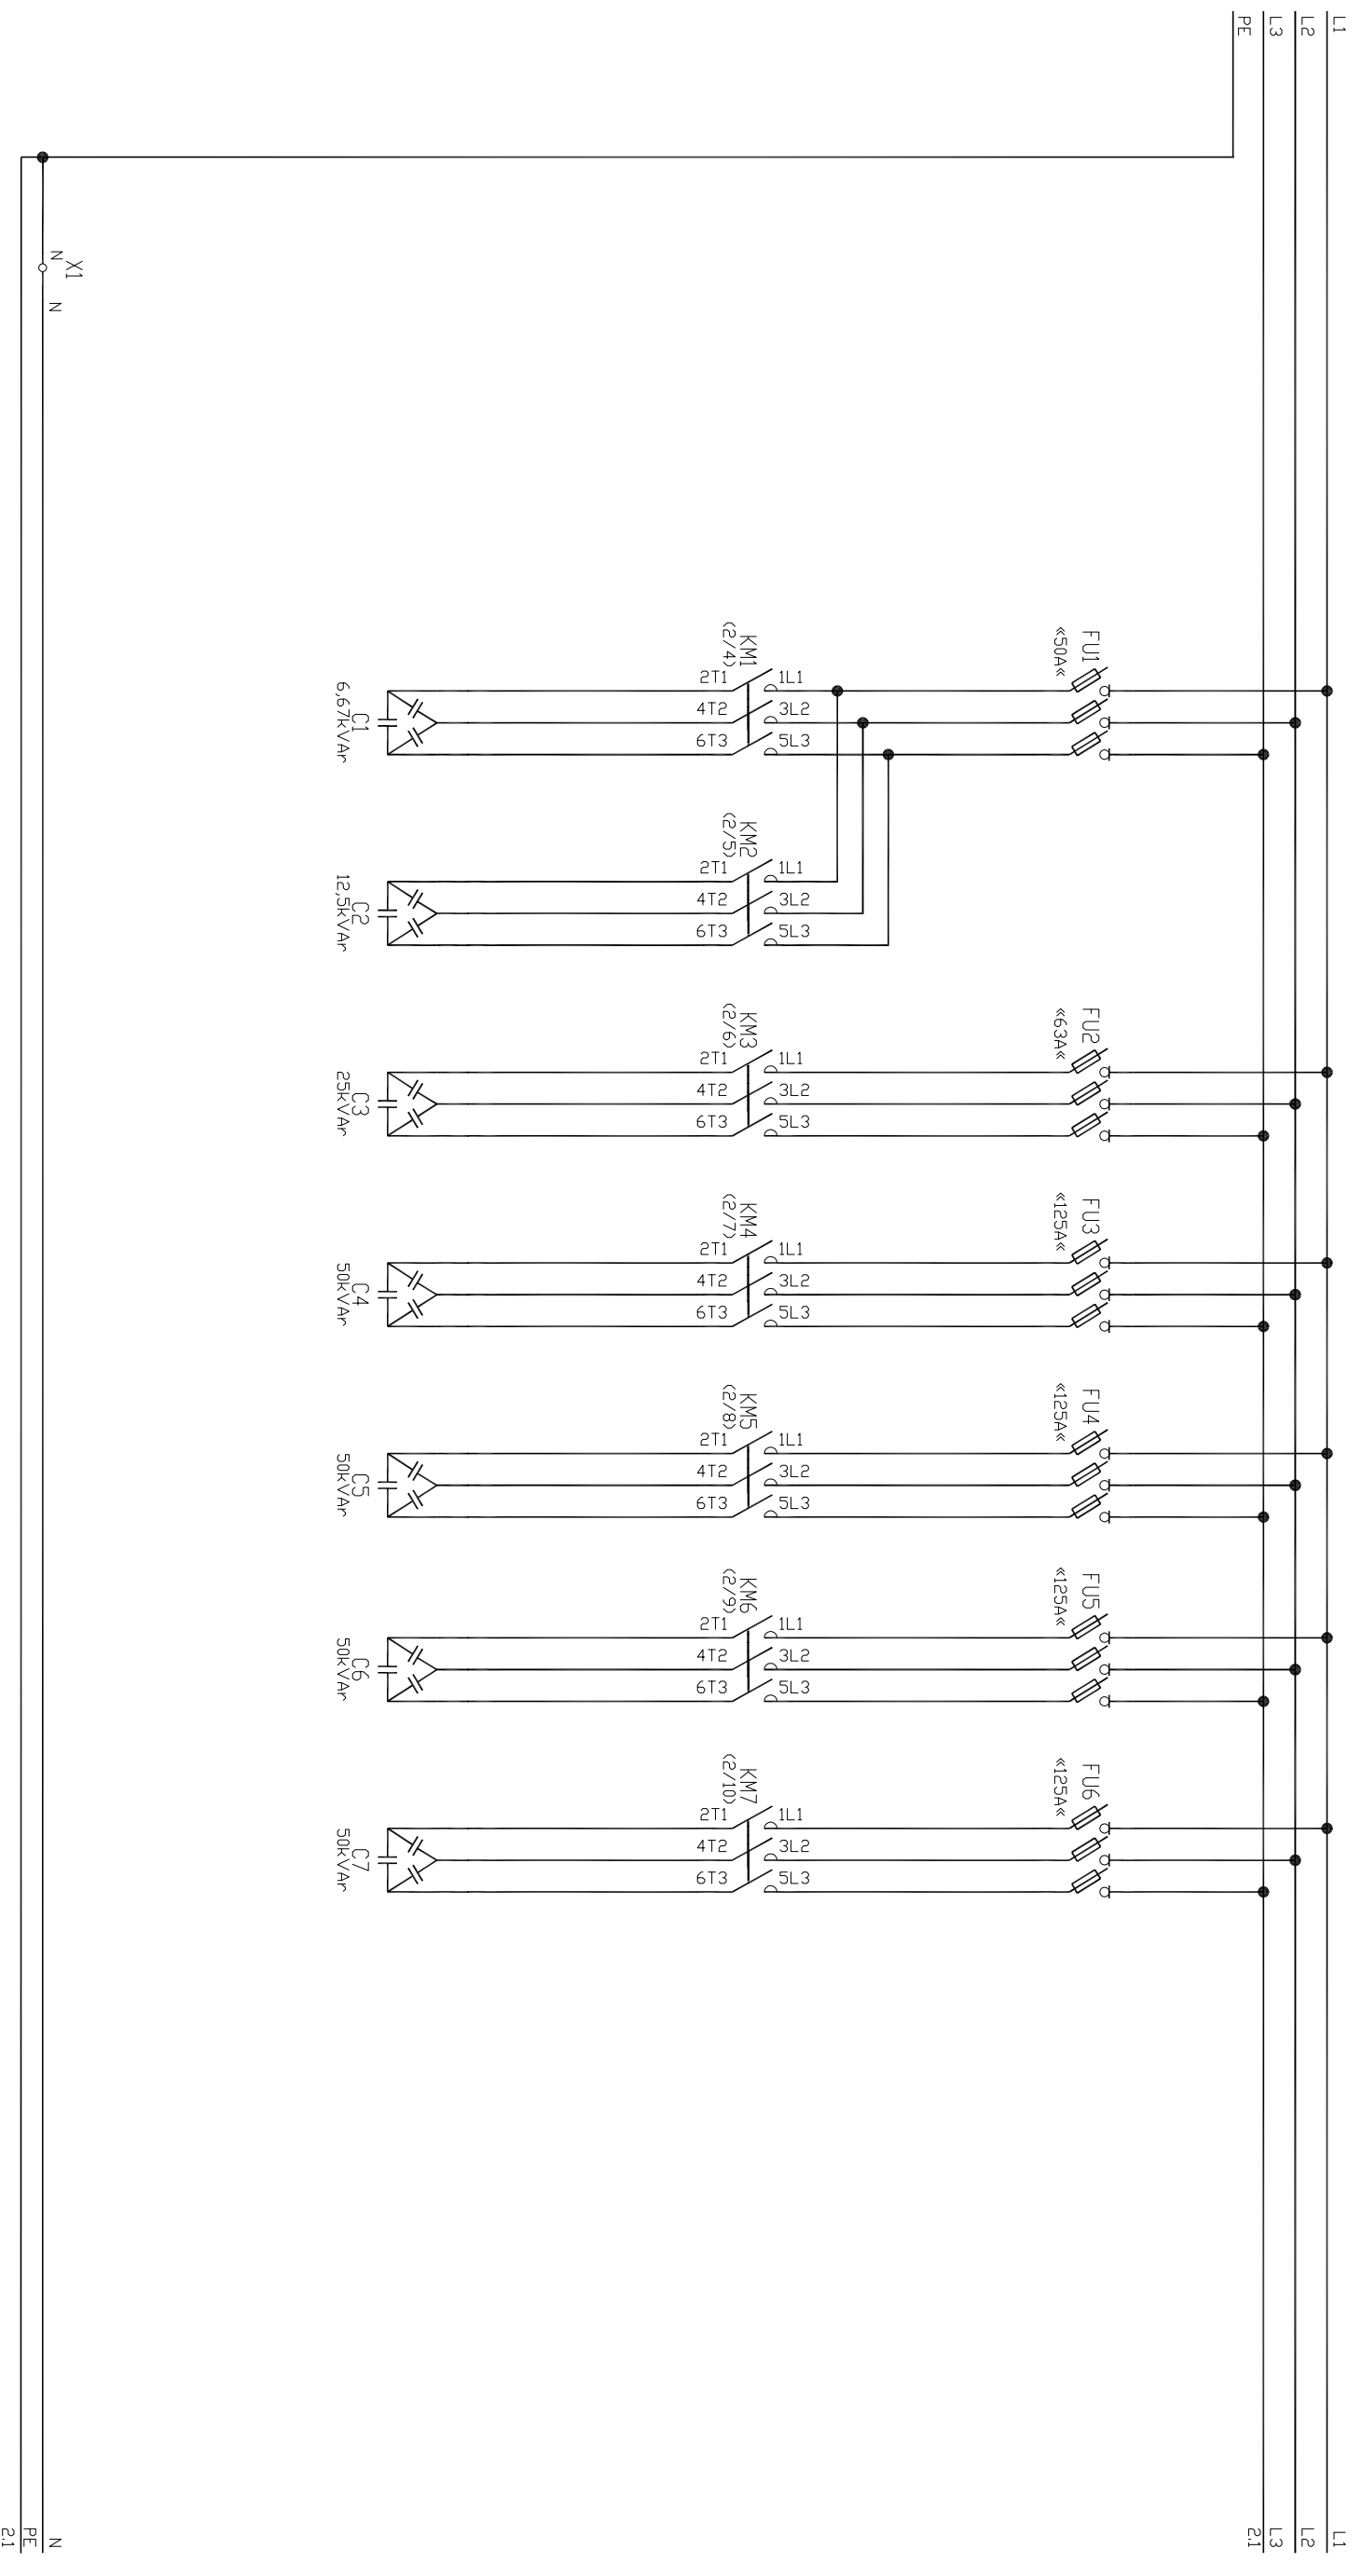 L1
L2
L3
PE
X1
N
N
FU1
«50A«
KM1
(2/4)
1L1
3L2
5L3
2T1
4T2
6T3
C1
6,67kVAr
KM2
(2/5)
1L1
3L2
5L3
2T1
4T2
6T3
C2
12,5kVAr
FU2
«63A«
KM3
(2/6)
1L1
3L2
5L3
2T1
4T2
6T3
C3
25kVAr
FU3
«125A«
KM4
(2/7)
1L1
3L2
5L3
2T1
4T2
6T3
C4
50kVAr
FU4
«125A«
KM5
(2/8)
1L1
3L2
5L3
2T1
4T2
6T3
C5
50kVAr
FU5
«125A«
KM6
(2/9)
1L1
3L2
5L3
2T1
4T2
6T3
C6
50kVAr
FU6
«125A«
KM7
(2/10)
1L1
3L2
5L3
2T1
4T2
6T3
C7
50kVAr
L1
L2
L3
2.1
N
PE
2.1